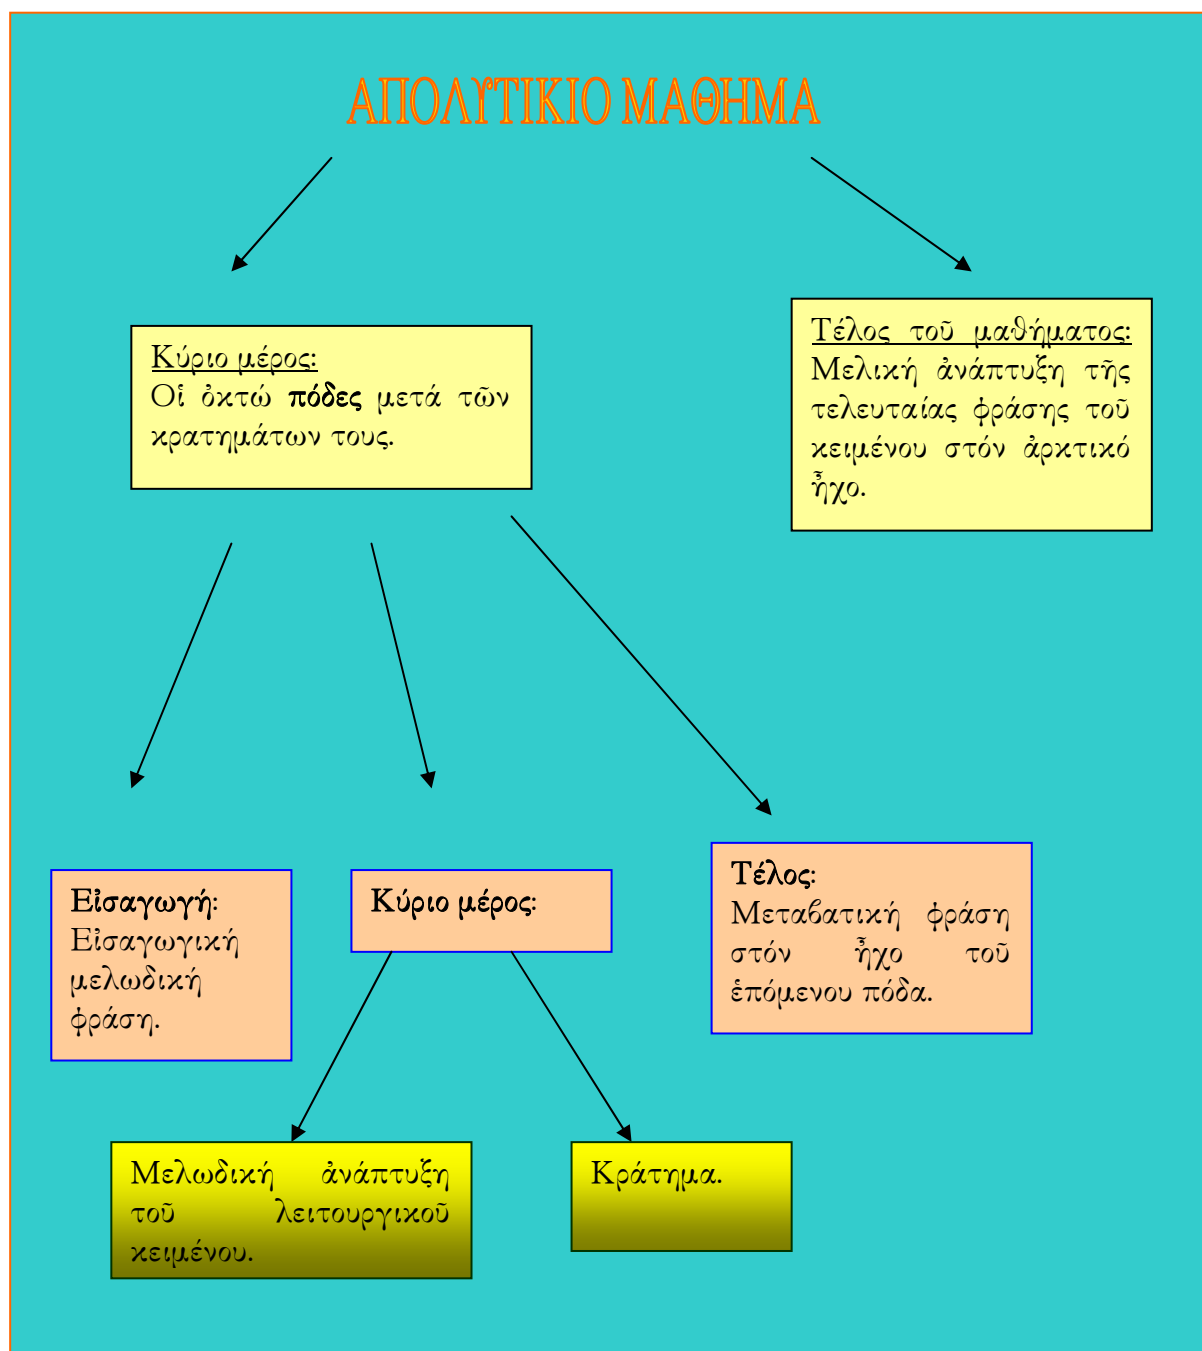 ΑΠΟΛΥΤΙΚΙΟ ΜΑΘΗΜΑ
Κύριο μέρος:
Οἱ ὀκτώ πόδες μετά τῶν
κρατημάτων τους.
Τέλος τοῦ μαθήματος:
Μελική ἀνάπτυξη τῆς
τελευταίας φράσης τοῦ
κειμένου στόν ἀρκτικό
ἦχο.
Εἰσαγωγή:
Εἰσαγωγική
μελωδική
φράση.
Κύριο μέρος:
Τέλος:
Μεταβατική φράση
στόν ἦχο τοῦ
ἑπόμενου πόδα.
Μελωδική ἀνάπτυξη
τοῦ λειτουργικοῦ
κειμένου.
Κράτημα.